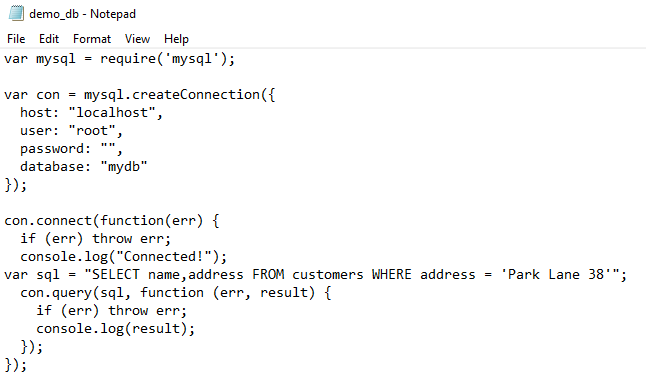 demo_db - Notepad
File Edit Format View Help
var mysql = require('mysql');

var con = mysql.createConnection({
  host: "localhost",
  user: "root",
  password: "",
  database: "mydb"
});

con.connect(function(err) {
  if (err) throw err;
  console.log("Connected!");
var sql = "SELECT name,address FROM customers WHERE address = 'Park Lane 38'";
  con.query(sql, function (err, result) {
    if (err) throw err;
    console.log(result);
  });
});